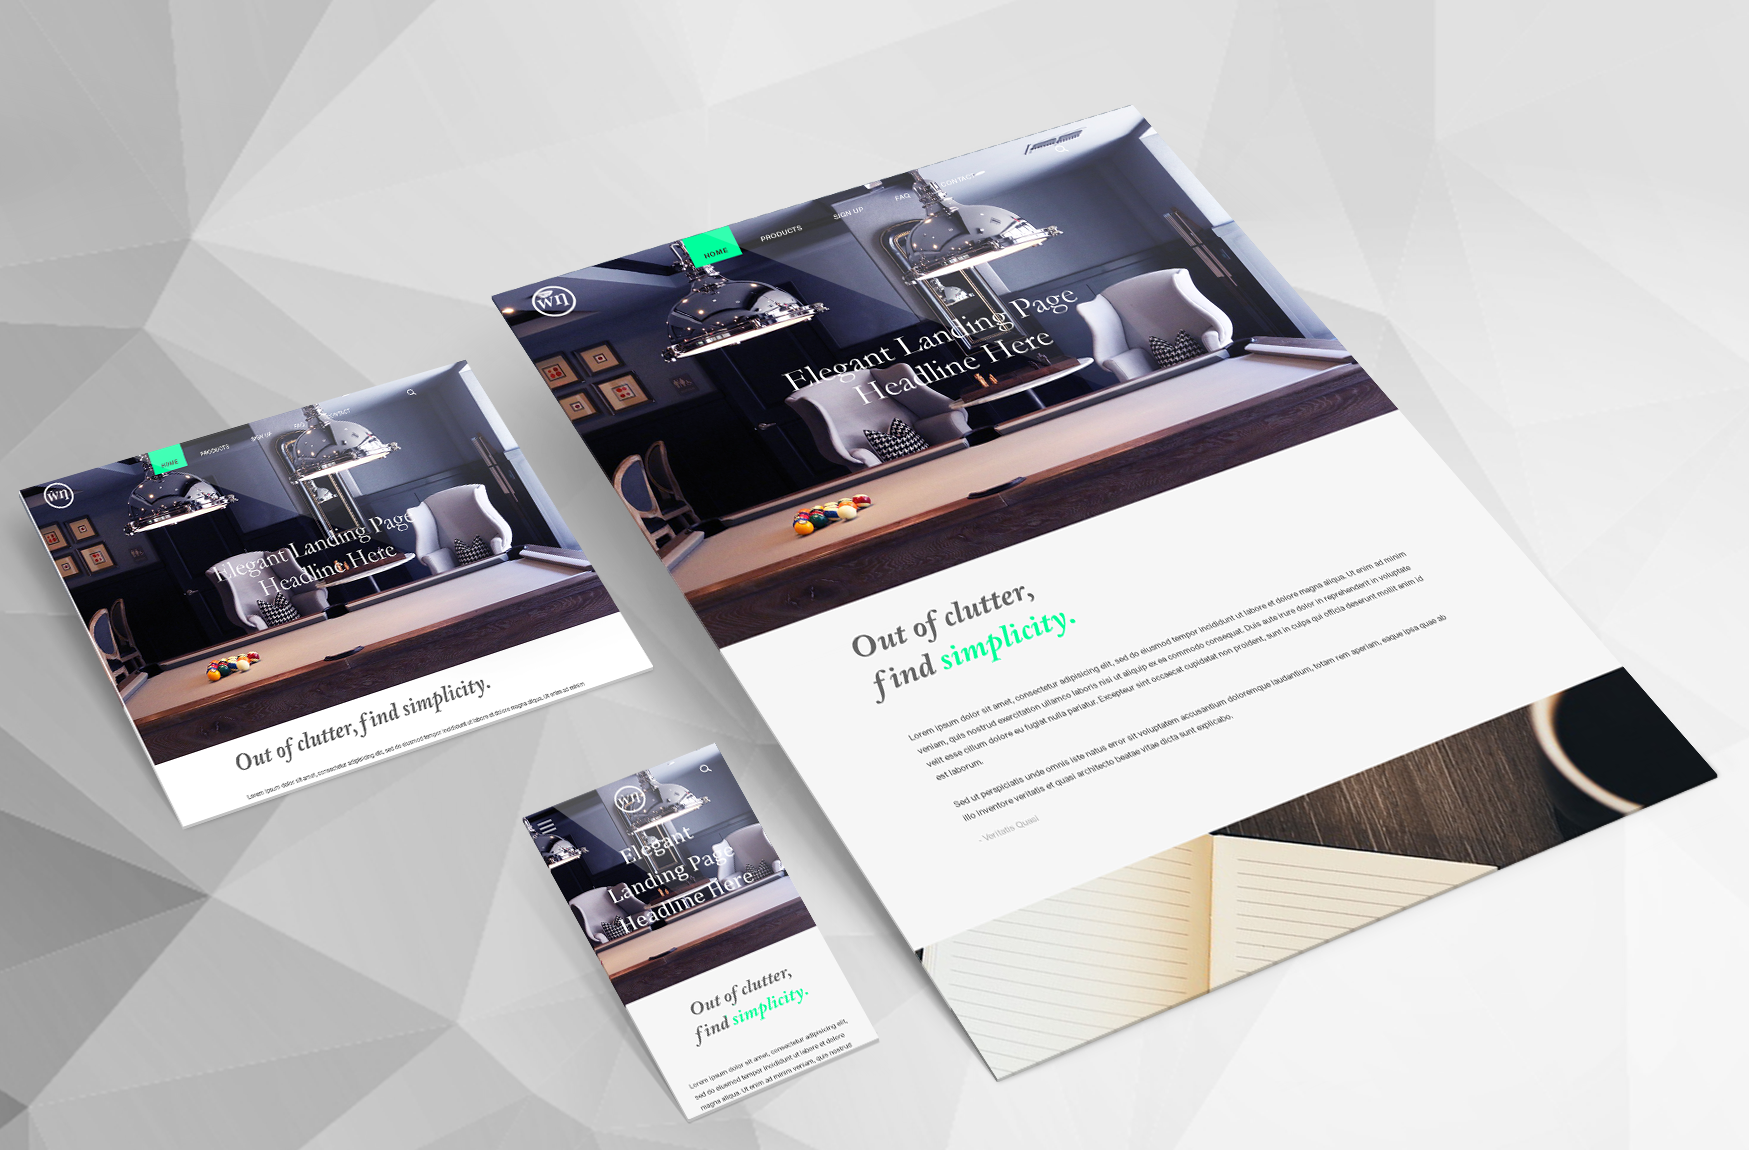 wn
HOME
PRODUCTS
SIGN UP
FAQ
CONTACT
Elegant Landing Page
Headline Here
Out of clutter, find simplicity.
Lorem ipsum dolor sit amet, consectetur adipisicing elit, sed do eiusmod tempor incididunt ut labore et dolore magna aliqua. Ut enim ad minim
wn
Elegant
Landing Page
Headline Here
Out of clutter,
find simplicity.
Lorem ipsum dolor sit amet, consectetur adipisicing elit,
sed do eiusmod tempor incididunt ut labore et dolore
magna aliqua. Ut enim ad minim veniam, quis nostrud
wn
HOME
PRODUCTS
SIGN UP
FAQ
CONTACT
Elegant Landing Page
Headline Here
Out of clutter,
find simplicity.
Lorem ipsum dolor sit amet, consectetur adipisicing elit, sed do eiusmod tempor incididunt ut labore et dolore magna aliqua. Ut enim ad minim
veniam, quis nostrud exercitation ullamco laboris nisi ut aliquip ex ea commodo consequat. Duis aute irure dolor in reprehenderit in voluptate
velit esse cillum dolore eu fugiat nulla pariatur. Excepteur sint occaecat cupidatat non proident, sunt in culpa qui officia deserunt mollit anim id
est laborum.
Sed ut perspiciatis unde omnis iste natus error sit voluptatem accusantium doloremque laudantium, totam rem aperiam, eaque ipsa quae ab
illo inventore veritatis et quasi architecto beatae vitae dicta sunt explicabo.
- Veritatis Quasi